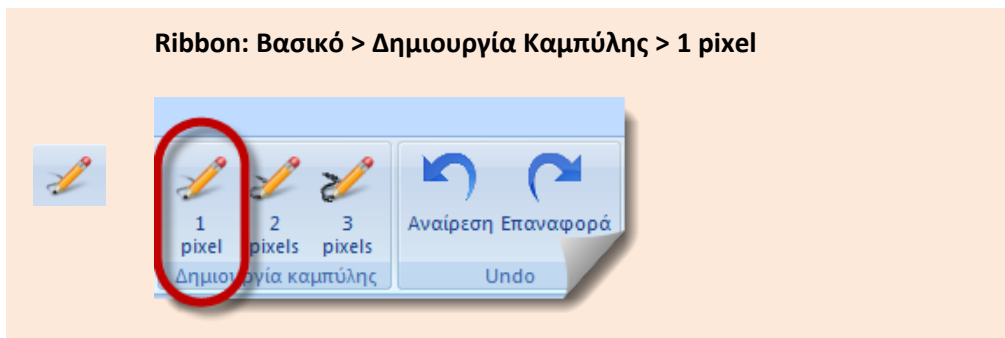 Ribbon: Βασικό > Δημιουργία Καμπύλης > 1 pixel
1 2 3 Αναίρεση Επαναφορά
pixel pixels pixels
Δημιουργία καμπύλης Undo